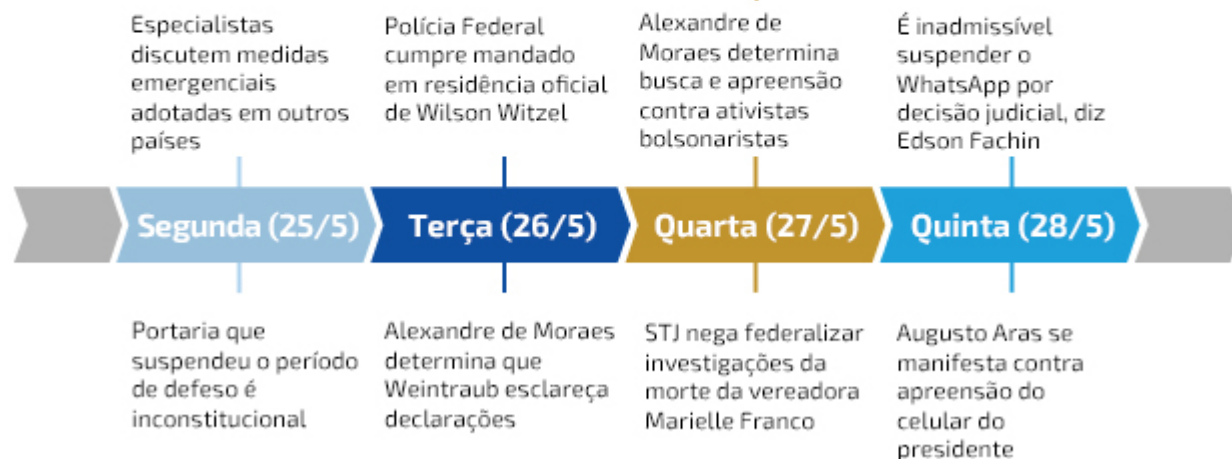 Especialistas
discutem medidas
emergenciais
adotadas em outros
países
Polícia Federal
cumpre mandado
em residência oficial
de Wilson Witzel
Alexandre de
Moraes determina
busca e apreensão
contra ativistas
bolsonaristas
É inadmissível
suspender o
WhatsApp por
decisão judicial, diz
Edson Fachin
Segunda (25/5)
Terça (26/5)
Quarta (27/5)
Quinta (28/5)
Portaria que
suspendeu o período
de defeso é
inconstitucional
Alexandre de Moraes
determina que
Weintraub esclareça
declarações
STJ nega federalizar
investigações da
morte da vereadora
Marielle Franco
Augusto Aras se
manifesta contra
apreensão do
celular do
presidente